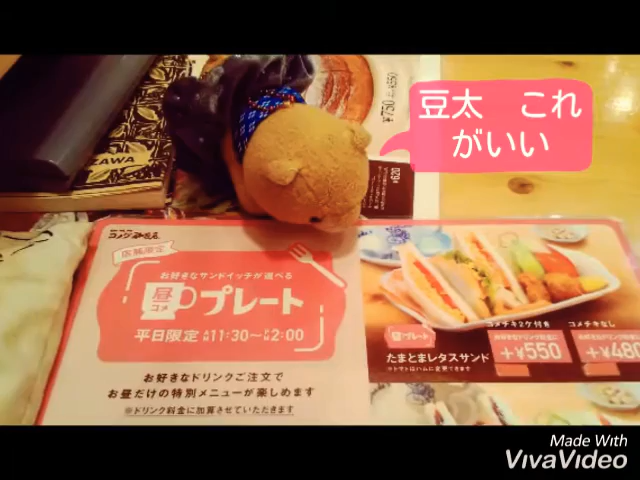 豆太　これ
がいい
¥750
¥620
ZAWA
コメダ珈琲店
店舗限定
お好きなサンドイッチが選べる
昼コメプレート
平日限定 AM11:30〜PM2:00
お好きなドリンクご注文で
お昼だけの特別メニューが楽しめます
※ドリンク料金に加算させていただきます
コメチキ2ケ付き コメチキなし
昼コメプレート
たまとまレタスサンド
+¥550
+¥480
Made With
VivaVideo